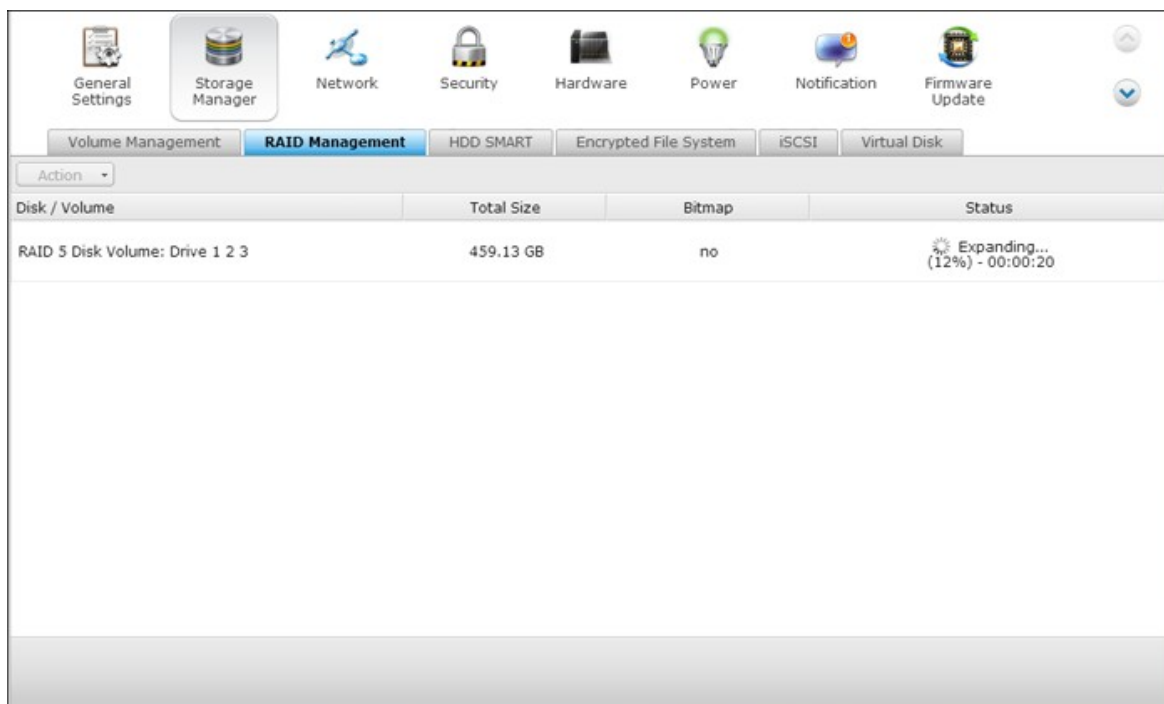 General Settings
Storage Manager
Network
Security
Hardware
Power
Notification
Firmware Update
Volume Management
RAID Management
HDD SMART
Encrypted File System
iSCSI
Virtual Disk
Action
Disk / Volume
Total Size
Bitmap
Status
RAID 5 Disk Volume: Drive 1 2 3
459.13 GB
no
Expanding...
(12%) - 00:00:20